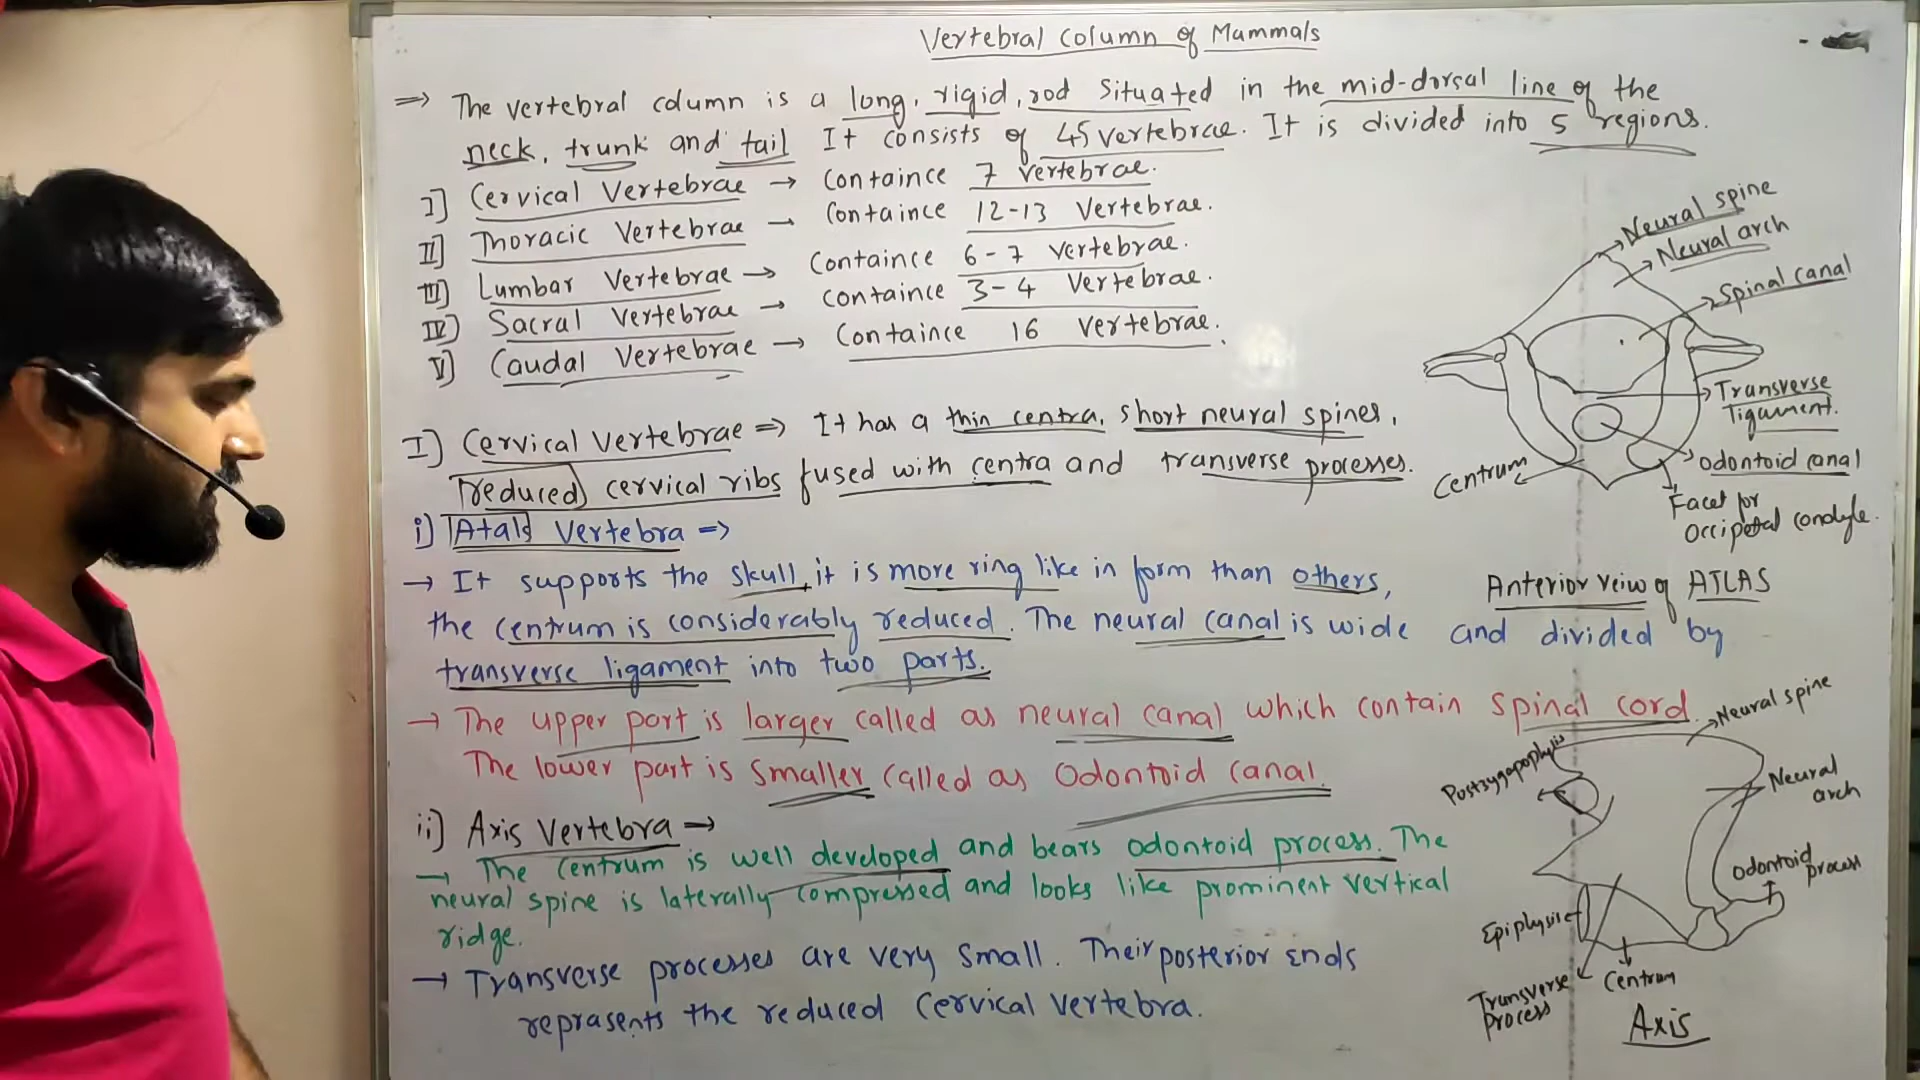 Vertebral Column of Mammals
=> The vertebral column is a long, rigid, rod situated in the mid-dorsal line of the
neck, trunk and tail It consists of 45 vertebrae. It is divided into 5 regions.
I] Cervical Vertebrae → Containce 7 vertebrae.
II] Thoracic Vertebrae → Containce 12-13 Vertebrae.
III] Lumbar Vertebrae → Containce 6-7 vertebrae.
IV] Sacral Vertebrae → Containce 3-4 Vertebrae.
V] Caudal Vertebrae → Containce 16 Vertebrae.
I] Cervical Vertebrae => It has a thin centra, short neural spines,
reduced cervical ribs fused with centra and transverse processes.
i] Atals Vertebra =>
→ It supports the skull, it is more ring like in form than others,
the centrum is considerably reduced. The neural canal is wide and divided by
transverse ligament into two parts.
→ The upper part is larger called as neural canal which contain spinal cord.
The lower part is smaller called as Odontoid canal.
ii] Axis Vertebra →
→ The centrum is well developed and bears odontoid process. The
neural spine is laterally compressed and looks like prominent vertical
ridge.
→ Transverse processes are very small. Their posterior ends
reprasents the reduced cervical vertebra.
Neural spine
Neural arch
Spinal canal
Transverse
ligament.
Odontoid canal
Centrum
Facet for
Occipetal condyle.
Anterior veiw of ATLAS
Neural spine
Postzygapophysis
Neural
arch
Odontoid
process
Epiphysis
Transverse
process
Centrum
Axis